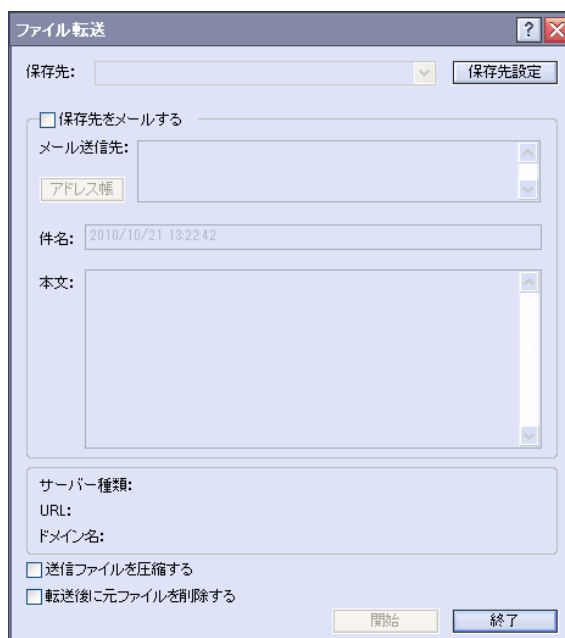 ファイル転送
保存先:
保存先設定
保存先をメールする
メール送信先:
アドレス帳
件名: 2010/10/21 13:22:42
本文:
サーバー種類:
URL:
ドメイン名:
送信ファイルを圧縮する
転送後に元ファイルを削除する
開始 終了